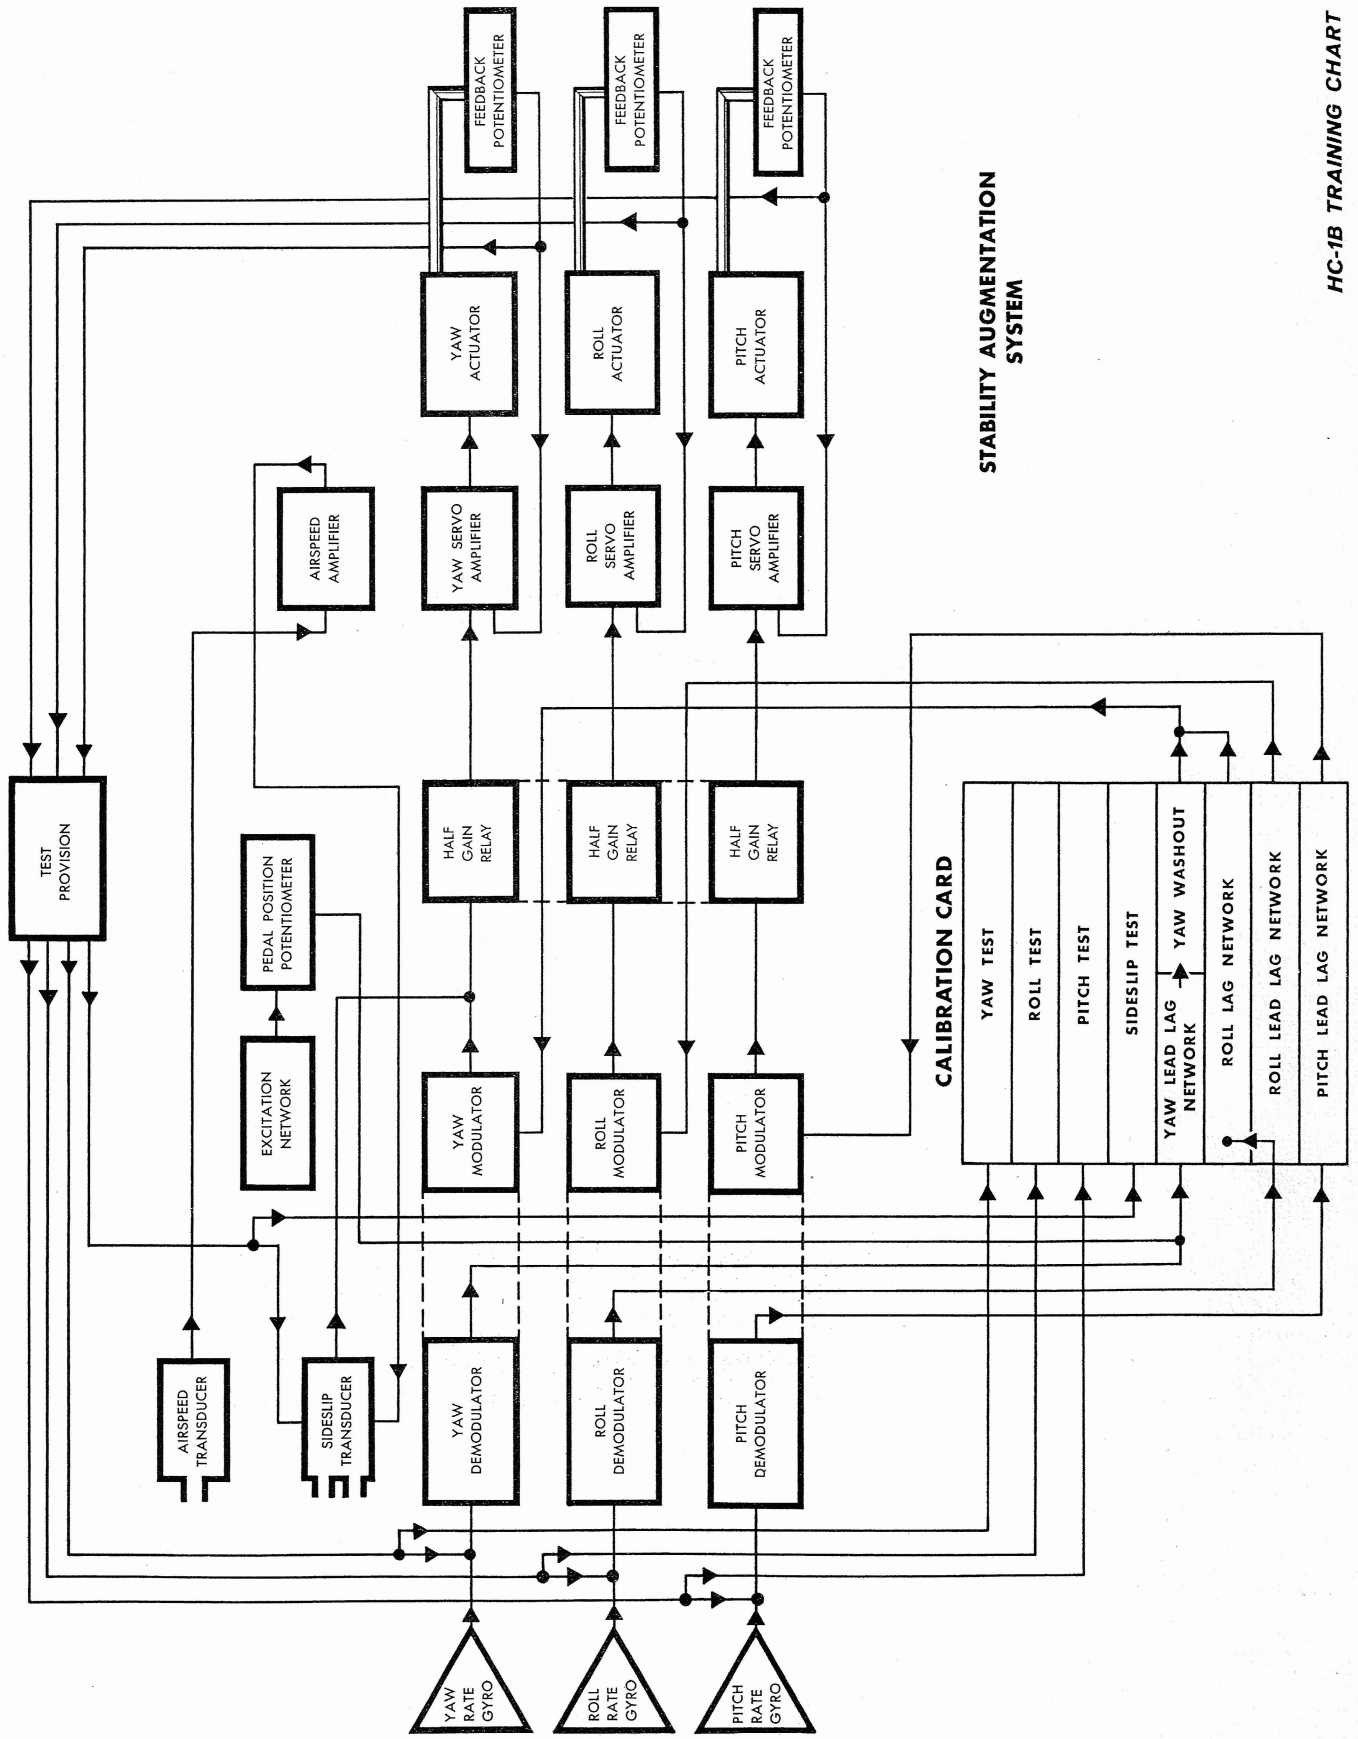 HC-1B TRAINING CHART
TEST
PROVISION
AIRSPEED
TRANSDUCER
EXCITATION
NETWORK
PEDAL POSITION
POTENTIOMETER
AIRSPEED
AMPLIFIER
SIDESLIP
TRANSDUCER
YAW
RATE
GYRO
YAW
DEMODULATOR
YAW
MODULATOR
HALF
GAIN
RELAY
YAW SERVO
AMPLIFIER
YAW
ACTUATOR
FEEDBACK
POTENTIOMETER
ROLL
RATE
GYRO
ROLL
DEMODULATOR
ROLL
MODULATOR
HALF
GAIN
RELAY
ROLL
SERVO
AMPLIFIER
ROLL
ACTUATOR
FEEDBACK
POTENTIOMETER
PITCH
RATE
GYRO
PITCH
DEMODULATOR
PITCH
MODULATOR
HALF
GAIN
RELAY
PITCH
SERVO
AMPLIFIER
PITCH
ACTUATOR
FEEDBACK
POTENTIOMETER
CALIBRATION CARD
YAW TEST
ROLL TEST
PITCH TEST
SIDESLIP TEST
YAW LEAD LAG
NETWORK
YAW WASHOUT
ROLL LAG NETWORK
ROLL LEAD LAG NETWORK
PITCH LEAD LAG NETWORK
STABILITY AUGMENTATION
SYSTEM